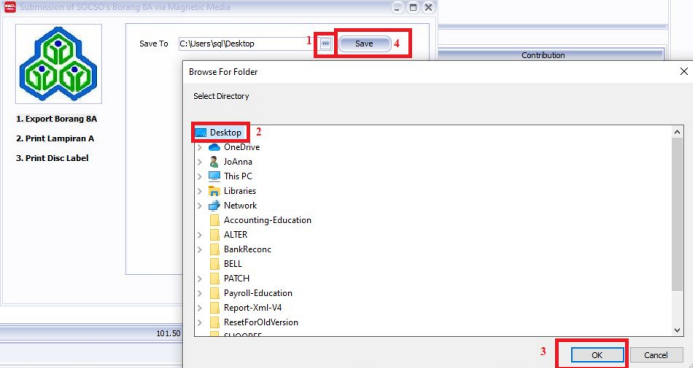 Submission of SOCSO's Borang 8A via Magnetic Media
Save To C:\Users\sql\Desktop 1 ... Save 4
Contribution
Browse For Folder
Select Directory
1. Export Borang 8A
2. Print Lampiran A
3. Print Disc Label
Desktop 2
OneDrive
JoAnna
This PC
Libraries
Network
Accounting-Education
ALTER
BankReconc
BELL
PATCH
Payroll-Education
Report-Xml-V4
ResetForOldVersion
101.50
3 OK Cancel